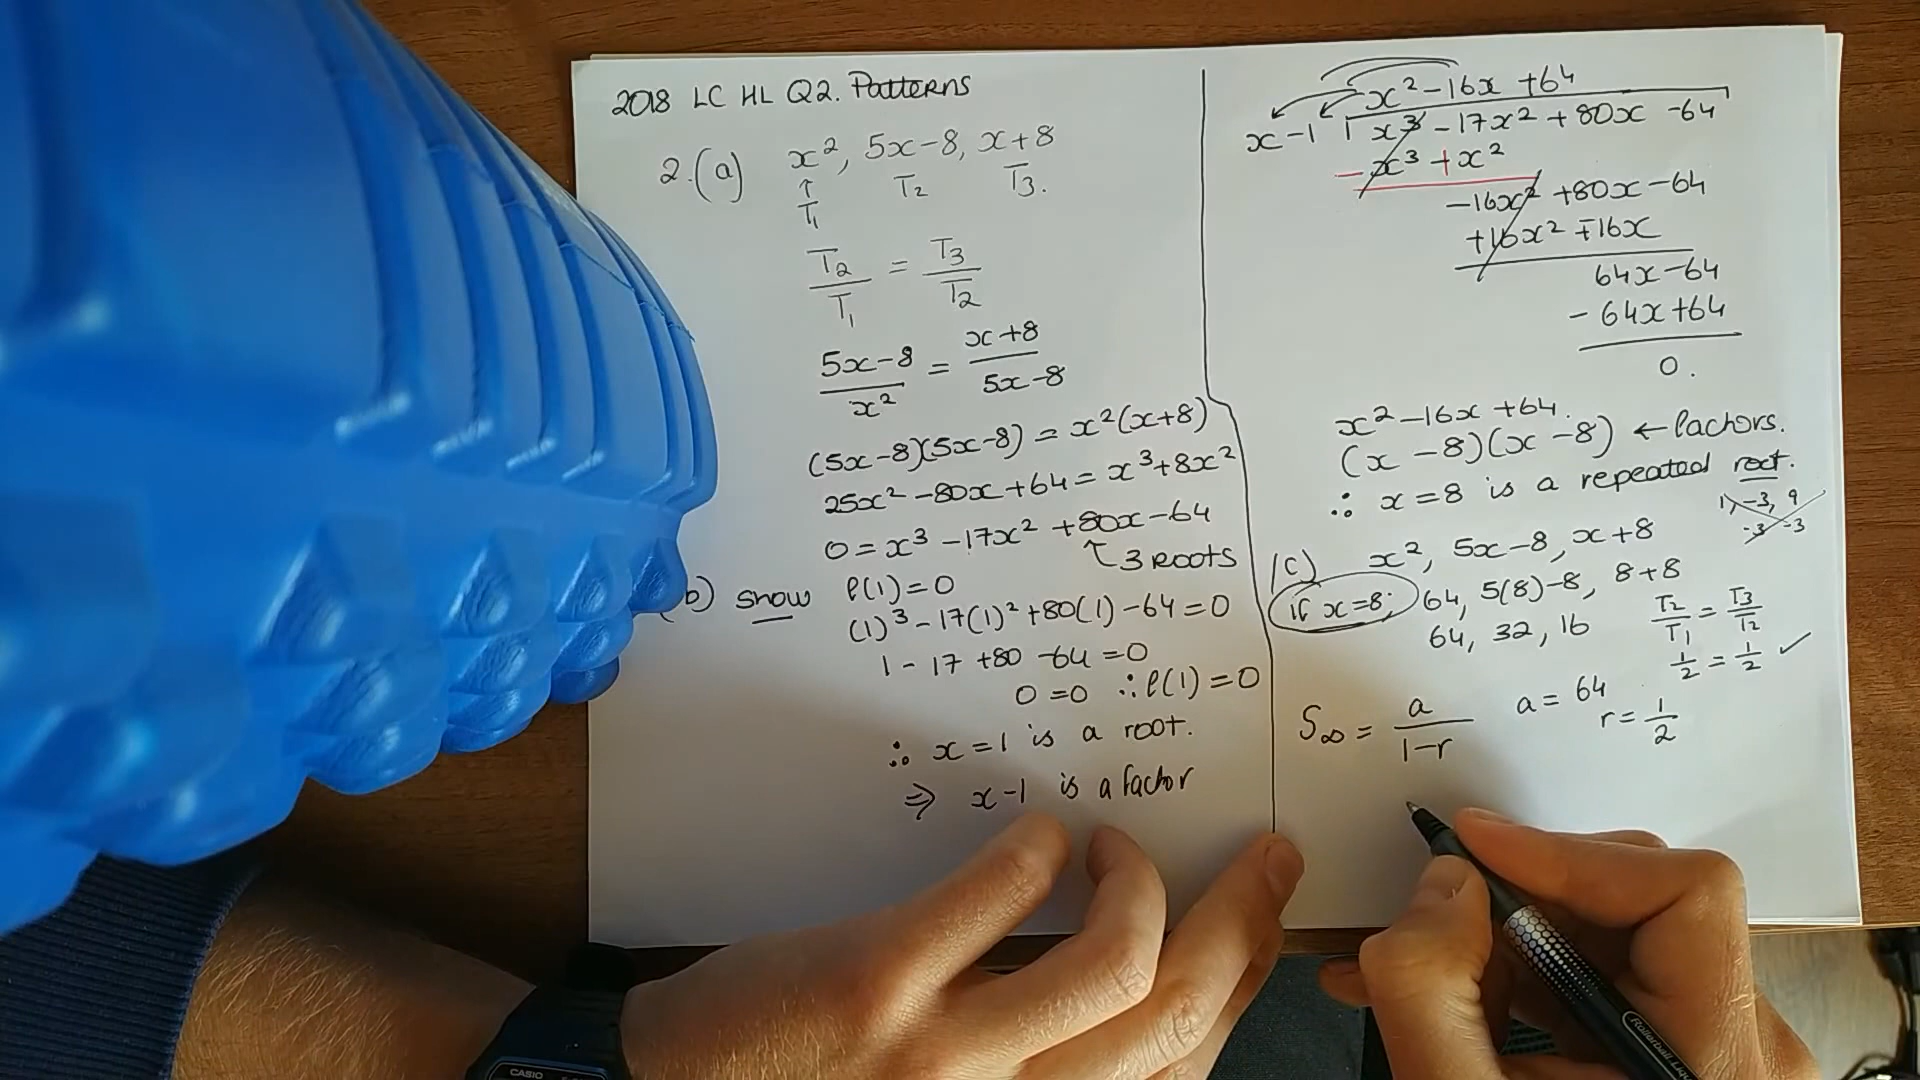 2018 LC HL Q2. Patterns
2.(a) x², 5x-8, x+8
↑
T₁ T₂ T₃.
T₂/T₁ = T₃/T₂
5x-8/x² = x+8/5x-8
(5x-8)(5x-8) = x²(x+8)
25x² -80x +64 = x³+8x²
0 = x³ -17x² +80x -64
↑ 3 ROOTS
b) show f(1)=0
(1)³ -17(1)² +80(1) -64 =0
1 - 17 +80 -64 =0
0 =0 ∴ f(1) =0
∴ x =1 is a root.
⇒ x-1 is a factor
x² -16x +64
x-1 | x³ -17x² +80x -64
- x³ + x²
-16x² +80x -64
+16x² ∓16x
64x -64
- 64x +64
0.
x² -16x +64.
(x -8)(x -8) ← factors.
∴ x =8 is a repeated root.
1, -3, 9
-3 -3
(c) x², 5x-8, x+8
if x=8; 64, 5(8)-8, 8+8
64, 32, 16
T₂/T₁ = T₃/T₂
1/2 = 1/2 ✓
S∞ = a/1-r a = 64
r = 1/2
CASIO
Rollerball Liqu